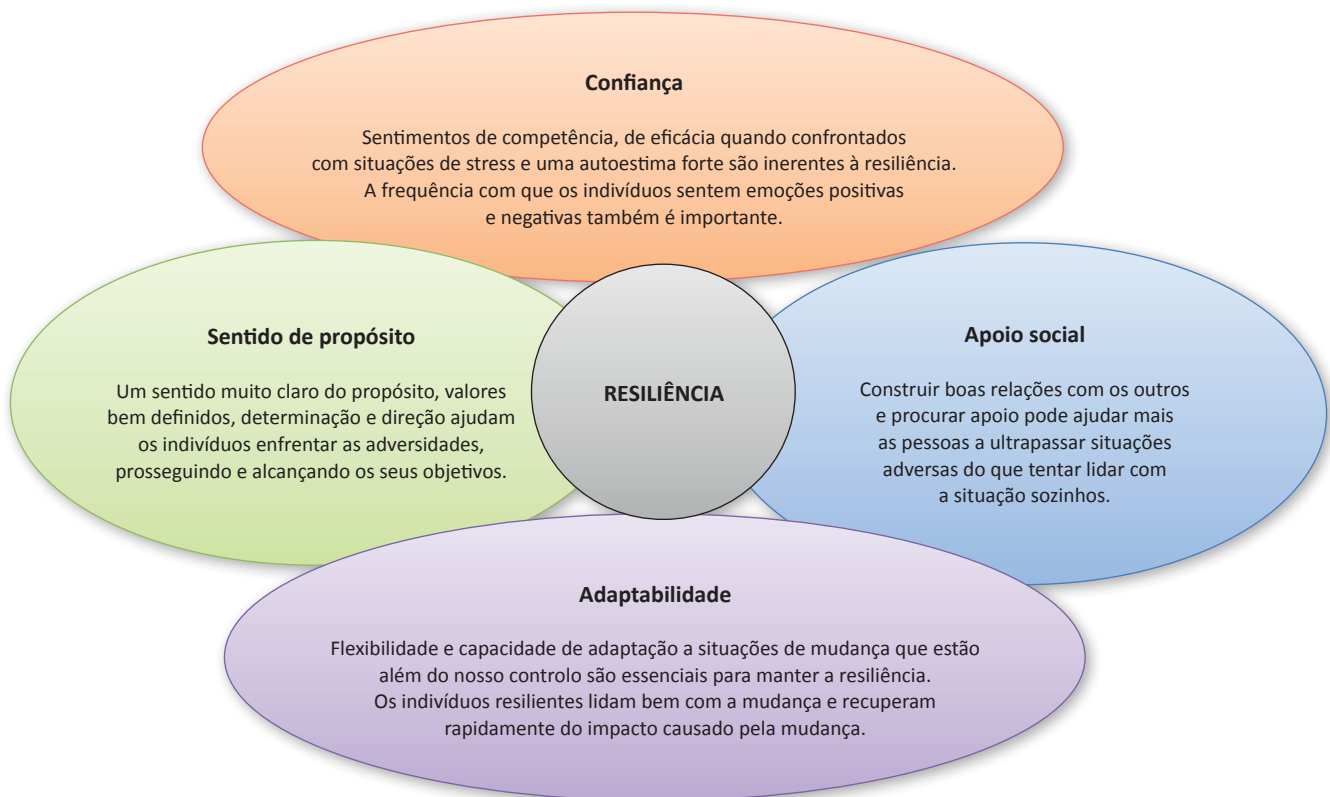 Confiança
Sentimentos de competência, de eficácia quando confrontados
com situações de stress e uma autoestima forte são inerentes à resiliência.
A frequência com que os indivíduos sentem emoções positivas
e negativas também é importante.
Sentido de propósito
Um sentido muito claro do propósito, valores
bem definidos, determinação e direção ajudam
os indivíduos enfrentar as adversidades,
prosseguindo e alcançando os seus objetivos.
RESILIÊNCIA
Apoio social
Construir boas relações com os outros
e procurar apoio pode ajudar mais
as pessoas a ultrapassar situações
adversas do que tentar lidar com
a situação sozinhos.
Adaptabilidade
Flexibilidade e capacidade de adaptação a situações de mudança que estão
além do nosso controlo são essenciais para manter a resiliência.
Os indivíduos resilientes lidam bem com a mudança e recuperam
rapidamente do impacto causado pela mudança.